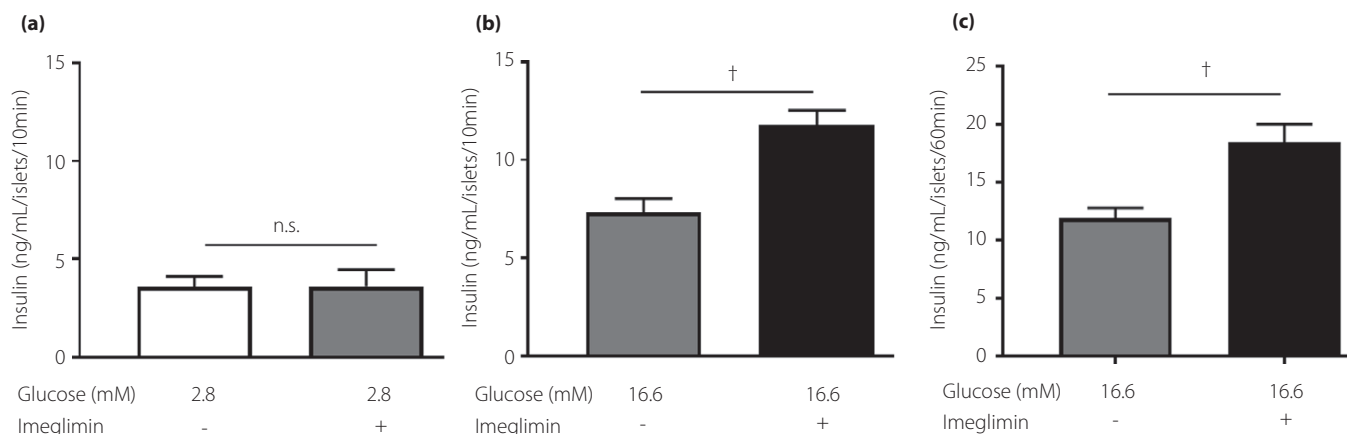 (a)
Insulin (ng/mL/islets/10min)
15
10
5
0
n.s.
Glucose (mM) 2.8 2.8
Imeglimin - +
(b)
Insulin (ng/mL/islets/10min)
15
10
5
0
†
Glucose (mM) 16.6 16.6
Imeglimin - +
(c)
Insulin (ng/mL/islets/60min)
25
20
15
10
5
0
†
Glucose (mM) 16.6 16.6
Imeglimin - +